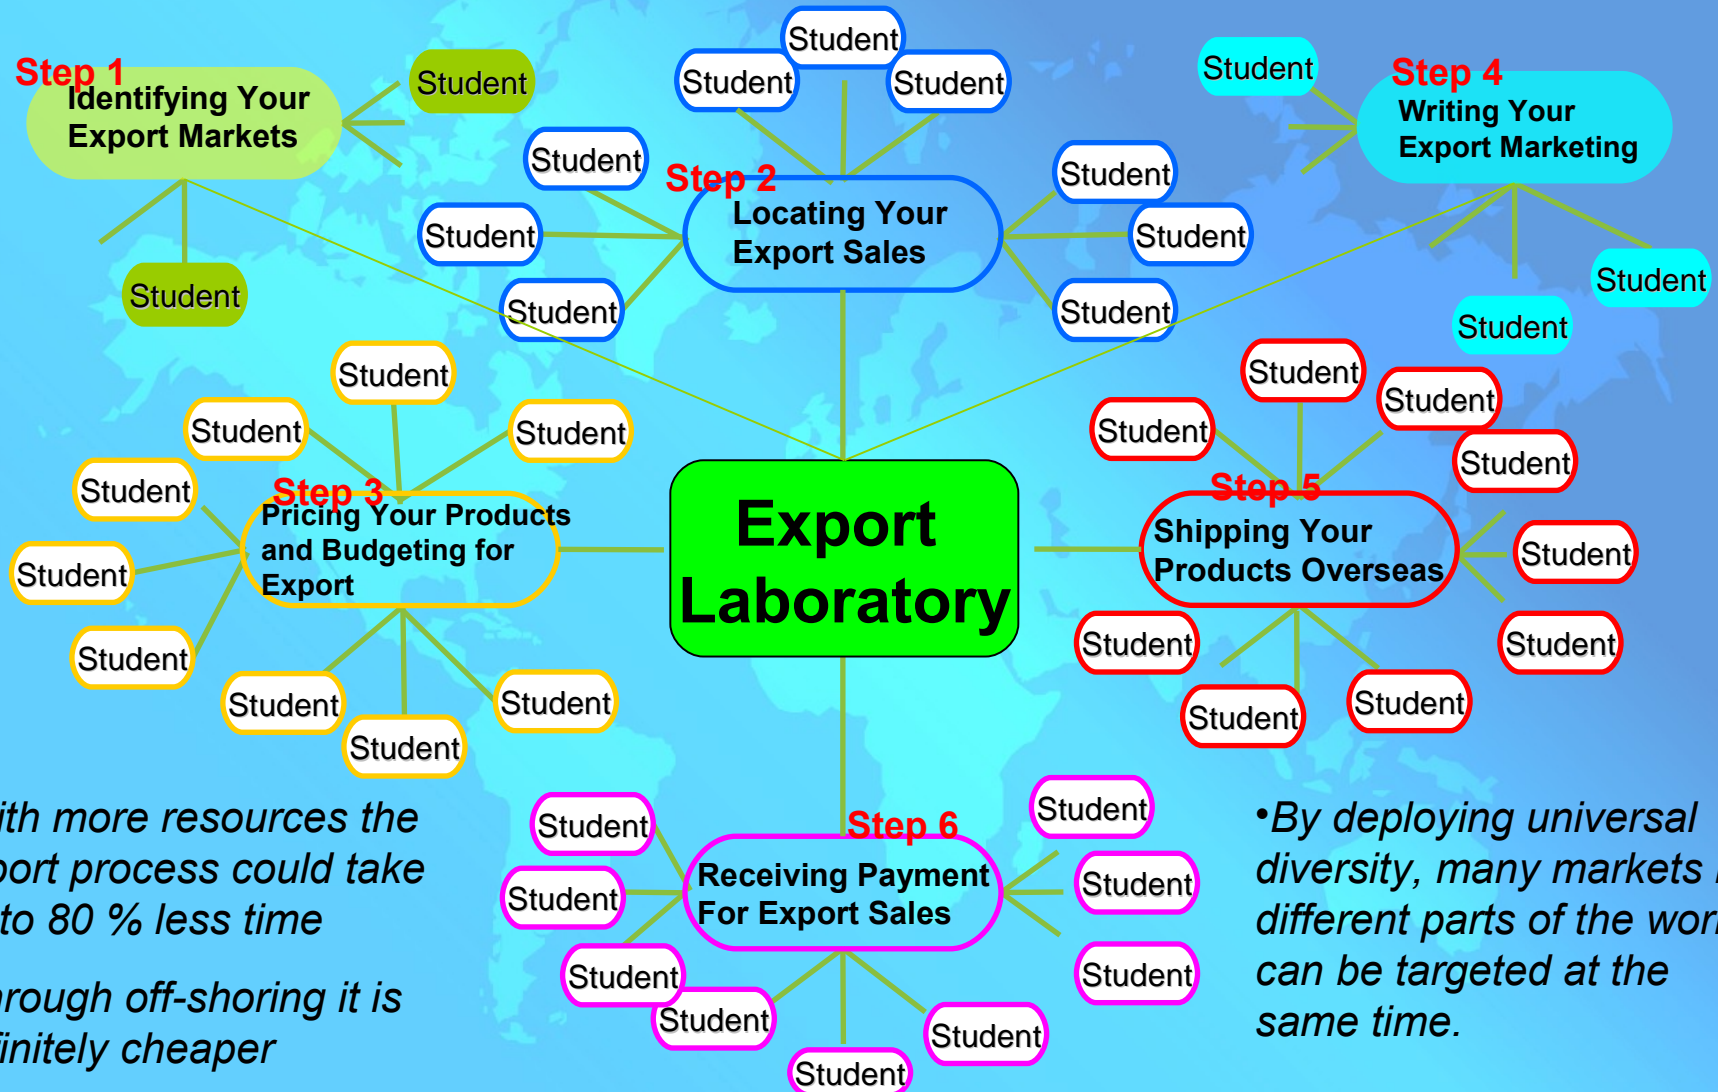 Step 1
Identifying Your
Export Markets
Student
Student
Student
Student
Student
Student
Student
Student
Step 2
Locating Your
Export Sales
Student
Student
Student
Student
Step 4
Writing Your
Export Marketing
Student
Student
Student
Student
Student
Student
Student
Student
Student
Step 3
Pricing Your Products
and Budgeting for
Export
Student
Student
Student
Export
Laboratory
Student
Student
Student
Student
Step 5
Shipping Your
Products Overseas
Student
Student
Student
Student
Student
Student
Student
Student
Step 6
Receiving Payment
For Export Sales
Student
Student
Student
Student
Student
Student
Student
more resources the
process could take
to 80 % less time
off-shoring it is
cheaper
•By deploying universal
diversity, many markets
different parts of the
can be targeted at the
same time.